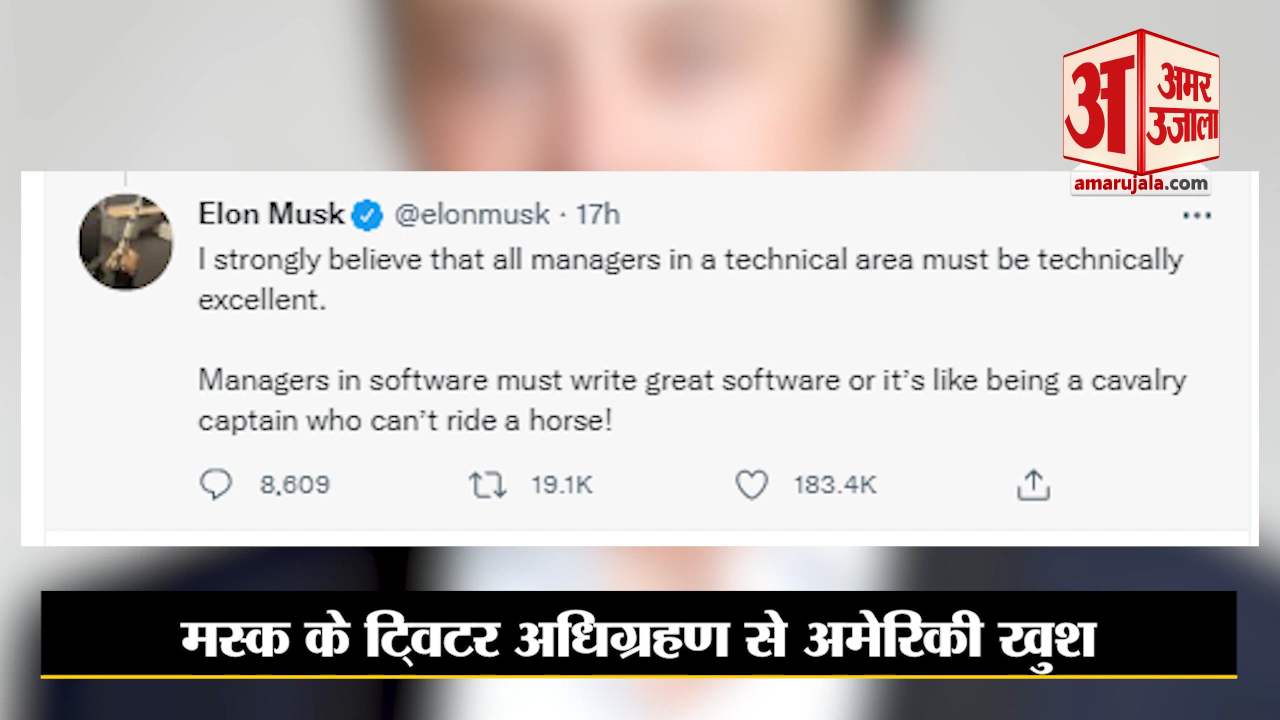 अ
अमर
उजाला
amarujala.com
Elon Musk @elonmusk · 17h
I strongly believe that all managers in a technical area must be technically
excellent.
Managers in software must write great software or it’s like being a cavalry
captain who can’t ride a horse!
8,609 19.1K 183.4K
मस्क के ट्विटर अधिग्रहण से अमेरिकी खुश